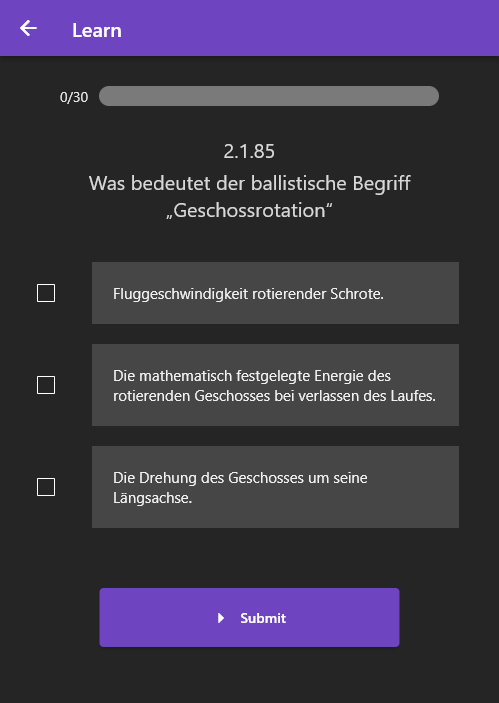 Learn
0/30
2.1.85
Was bedeutet der ballistische Begriff
„Geschossrotation“
Fluggeschwindigkeit rotierender Schrote.
Die mathematisch festgelegte Energie des
rotierenden Geschosses bei verlassen des Laufes.
Die Drehung des Geschosses um seine
Längsachse.
Submit